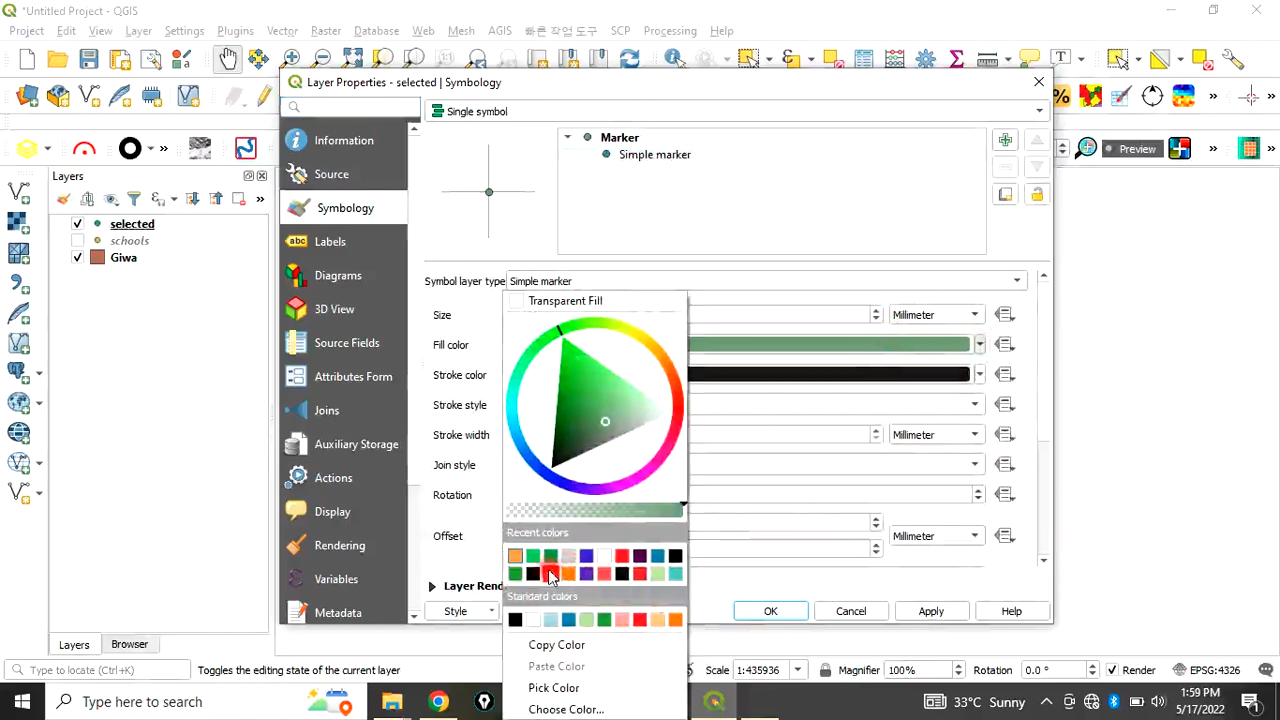 *Untitled Project - QGIS
Project Edit View Layer Settings Plugins Vector Raster Database Web Mesh AGIS 빠른 작업 도구 SCP Processing Help
Layer Properties - selected | Symbology
Single symbol
Information
Source
Symbology
Labels
Diagrams
3D View
Source Fields
Attributes Form
Joins
Auxiliary Storage
Actions
Display
Rendering
Variables
Metadata
Marker
Simple marker
Preview
Layers
selected
schools
Giwa
Symbol layer type Simple marker
Transparent Fill
Size Millimeter
Fill color
Stroke color
Stroke style
Stroke width Millimeter
Join style
Rotation
Offset Millimeter
Recent colors
Layer Ren
Standard colors
Style OK Cancel Apply Help
Copy Color
Paste Color
Pick Color
Choose Color...
Layers Browser
Type to locate (Ctrl+K) Toggles the editing state of the current layer Scale 1:435936 Magnifier 100% Rotation 0.0 ° Render EPSG:4326
Type here to search 33°C Sunny 1:59 PM
5/17/2022